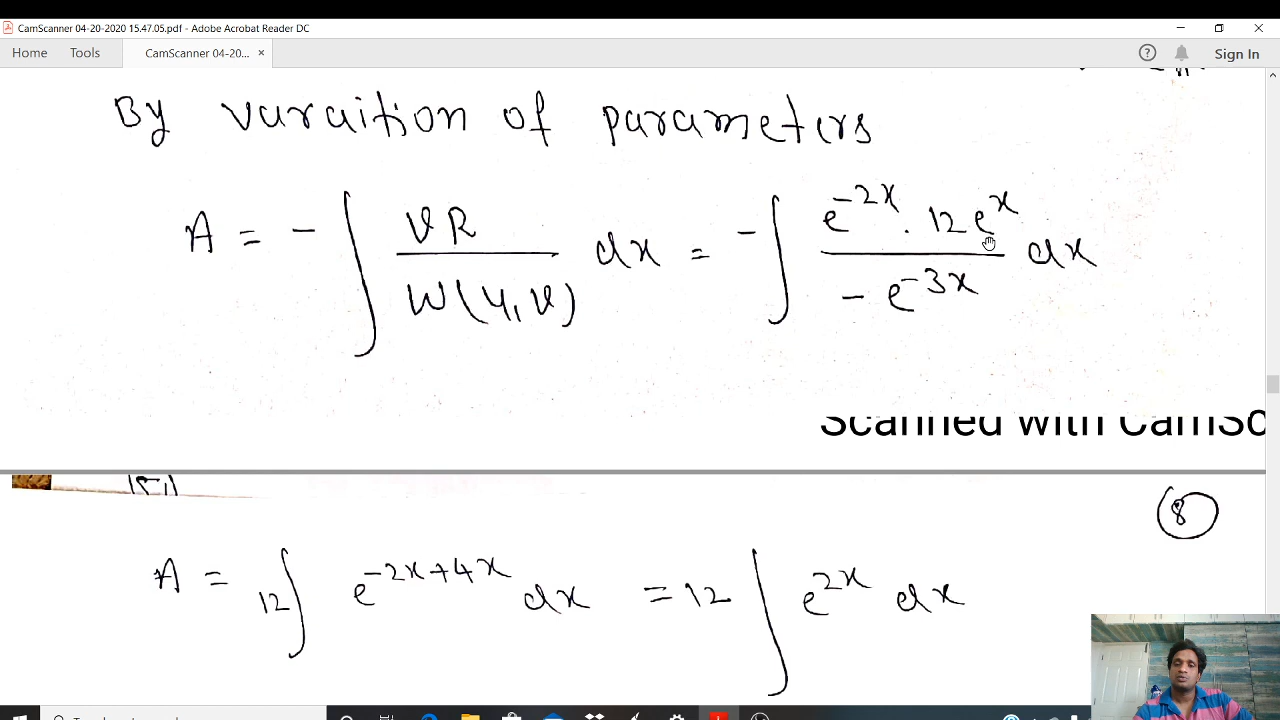 CamScanner 04-20-2020 15.47.05.pdf - Adobe Acrobat Reader DC
Home Tools CamScanner 04-20... × ? Sign In
By varaition of parameters
A = - ∫ VR / W(u,v) dx = - ∫ e^{-2x} . 12e^{x} / -e^{-3x} dx
Scanned with CamSc
8
A = 12 ∫ e^{-2x+4x} dx = 12 ∫ e^{2x} dx